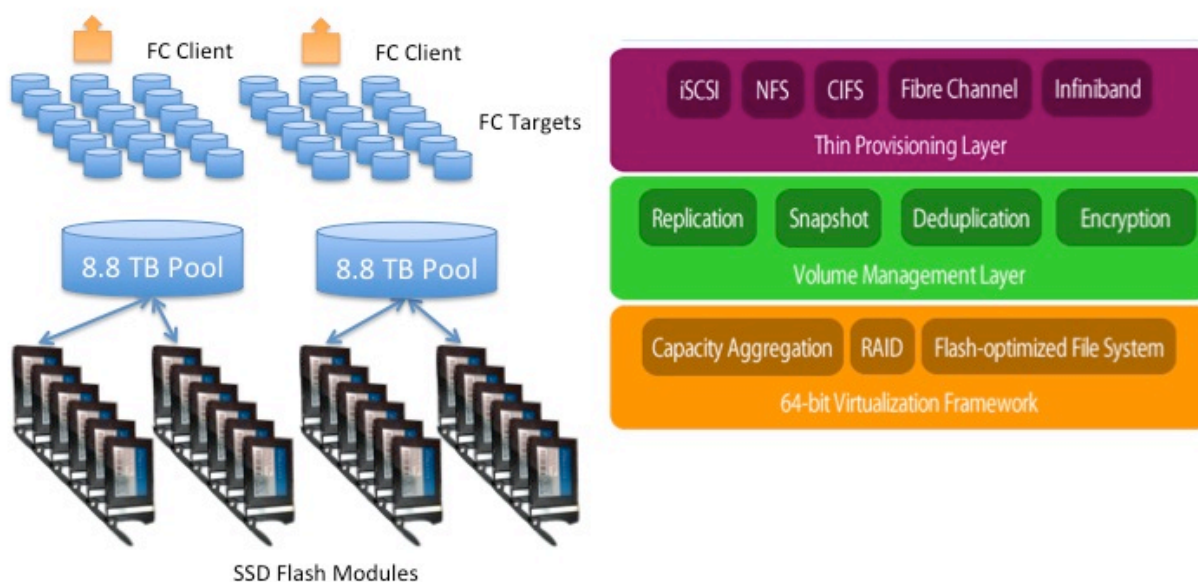 FC Client
FC Client
FC Targets
8.8 TB Pool
8.8 TB Pool
SSD Flash Modules
iSCSI
NFS
CIFS
Fibre Channel
Infiniband
Thin Provisioning Layer
Replication
Snapshot
Deduplication
Encryption
Volume Management Layer
Capacity Aggregation
RAID
Flash-optimized File System
64-bit Virtualization Framework